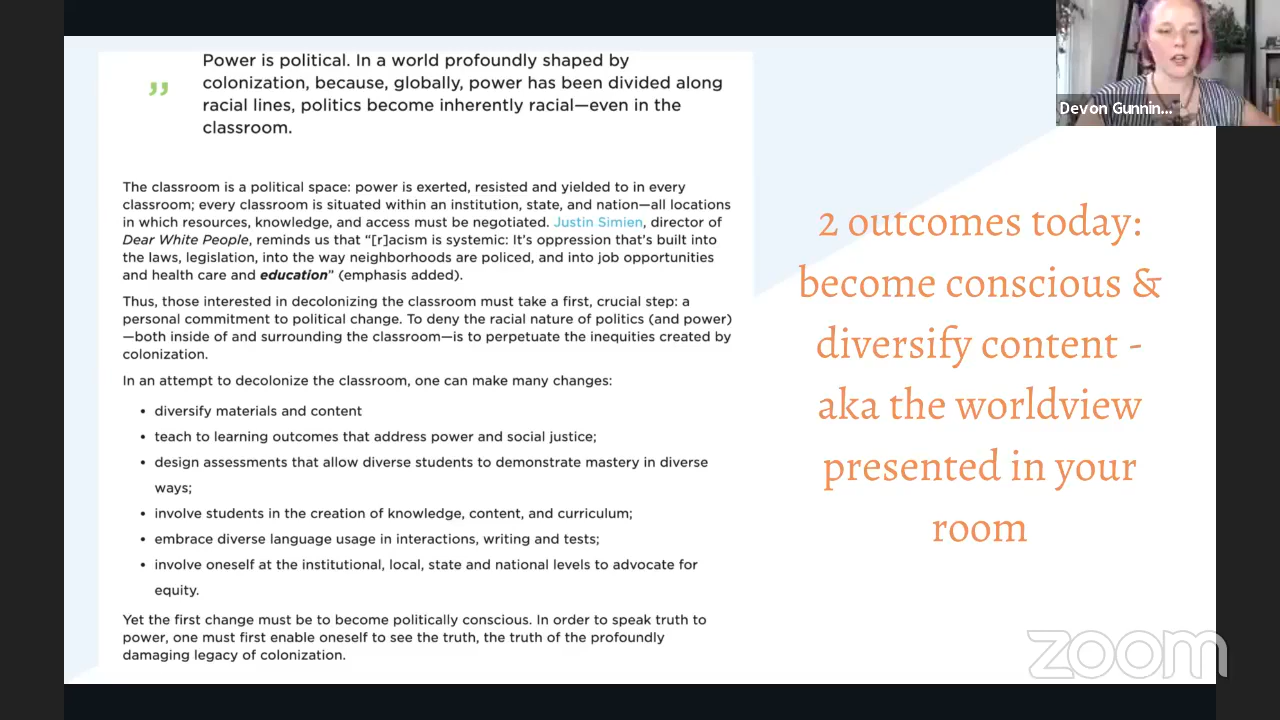 ”
Power is political. In a world profoundly shaped by
colonization, because, globally, power has been divided along
racial lines, politics become inherently racial—even in the
classroom.
The classroom is a political space: power is exerted, resisted and yielded to in every
classroom; every classroom is situated within an institution, state, and nation—all locations
in which resources, knowledge, and access must be negotiated. Justin Simien, director of
Dear White People, reminds us that “[r]acism is systemic: It’s oppression that’s built into
the laws, legislation, into the way neighborhoods are policed, and into job opportunities
and health care and education” (emphasis added).
Thus, those interested in decolonizing the classroom must take a first, crucial step: a
personal commitment to political change. To deny the racial nature of politics (and power)
—both inside of and surrounding the classroom—is to perpetuate the inequities created by
colonization.
In an attempt to decolonize the classroom, one can make many changes:
• diversify materials and content
• teach to learning outcomes that address power and social justice;
• design assessments that allow diverse students to demonstrate mastery in diverse
ways;
• involve students in the creation of knowledge, content, and curriculum;
• embrace diverse language usage in interactions, writing and tests;
• involve oneself at the institutional, local, state and national levels to advocate for
equity.
Yet the first change must be to become politically conscious. In order to speak truth to
power, one must first enable oneself to see the truth, the truth of the profoundly
damaging legacy of colonization.
2 outcomes today:
become conscious &
diversify content -
aka the worldview
presented in your
room
Devon Gunnin...
zoom